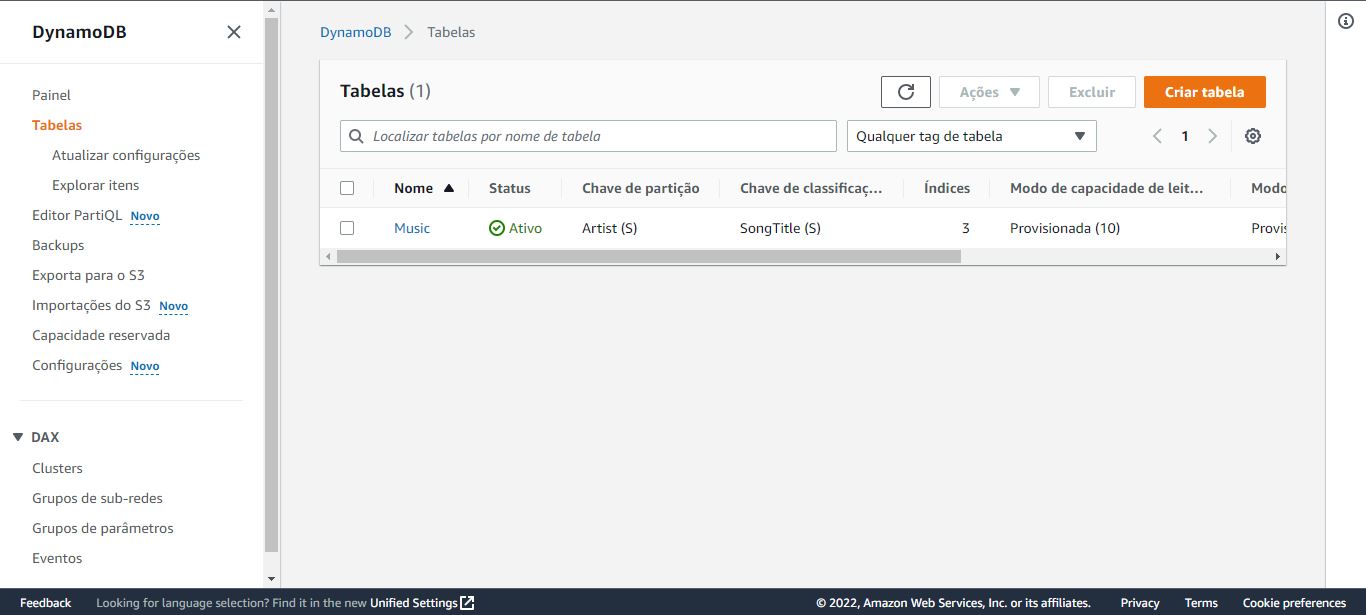 DynamoDB
Painel
Tabelas
Atualizar configurações
Explorar itens
Editor PartiQL Novo
Backups
Exporta para o S3
Importações do S3 Novo
Capacidade reservada
Configurações Novo
DAX
Clusters
Grupos de sub-redes
Grupos de parâmetros
Eventos
DynamoDB Tabelas
Tabelas (1)
Ações Excluir Criar tabela
Localizar tabelas por nome de tabela Qualquer tag de tabela 1
Nome Status Chave de partição Chave de classificaç... Índices Modo de capacidade de leit... Modo
Music Ativo Artist (S) SongTitle (S) 3 Provisionada (10) Provis
Feedback Looking for language selection? Find it in the new Unified Settings © 2022, Amazon Web Services, Inc. or its affiliates. Privacy Terms Cookie preferences